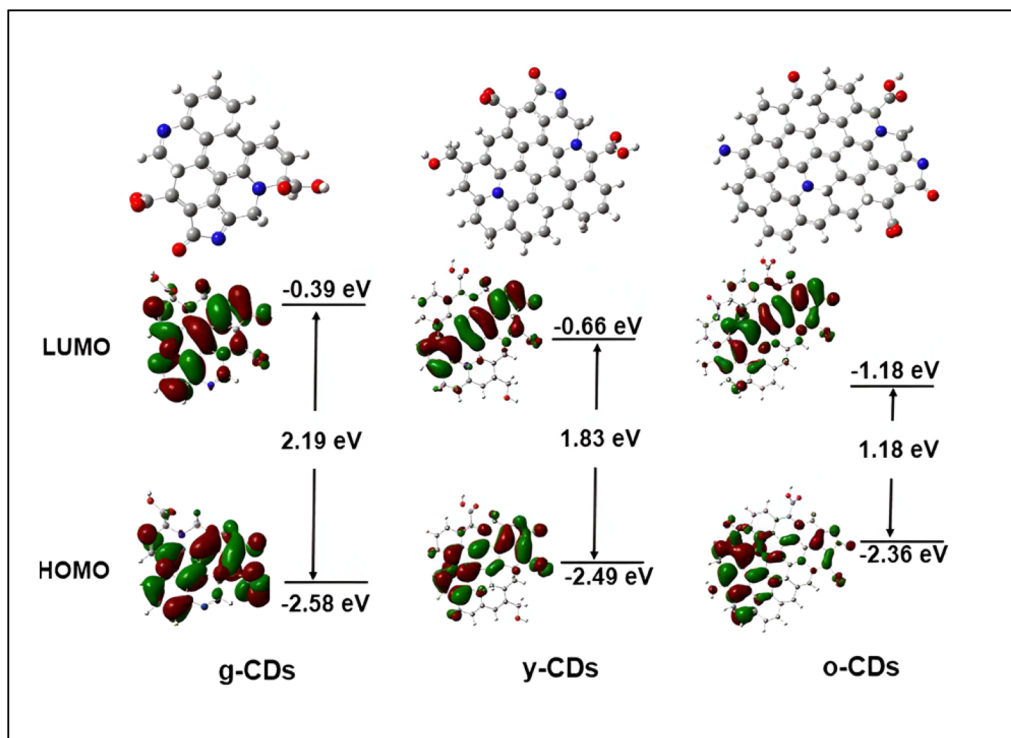 -0.39 eV
-0.66 eV
LUMO
-1.18 eV
2.19 eV
1.83 eV
1.18 eV
HOMO
-2.58 eV
-2.49 eV
-2.36 eV
g-CDs
y-CDs
o-CDs